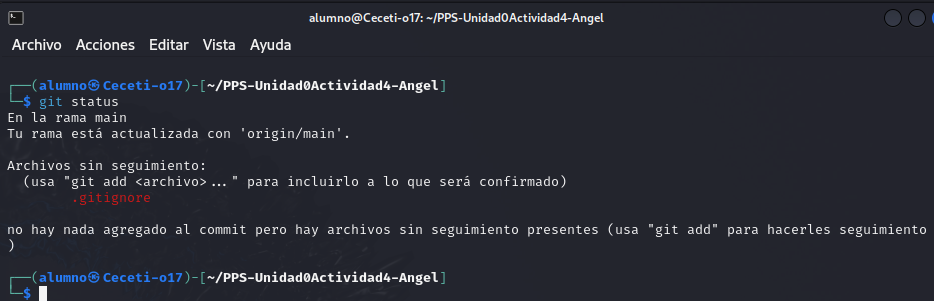 alumno@Ceceti-o17: ~/PPS-Unidad0Actividad4-Angel
Archivo Acciones Editar Vista Ayuda
┌──(alumno㉿Ceceti-o17)-[~/PPS-Unidad0Actividad4-Angel]
└─$ git status
En la rama main
Tu rama está actualizada con 'origin/main'.
Archivos sin seguimiento:
(usa "git add <archivo>..." para incluirlo a lo que será confirmado)
.gitignore
no hay nada agregado al commit pero hay archivos sin seguimiento presentes (usa "git add" para hacerles seguimiento
)
┌──(alumno㉿Ceceti-o17)-[~/PPS-Unidad0Actividad4-Angel]
└─$